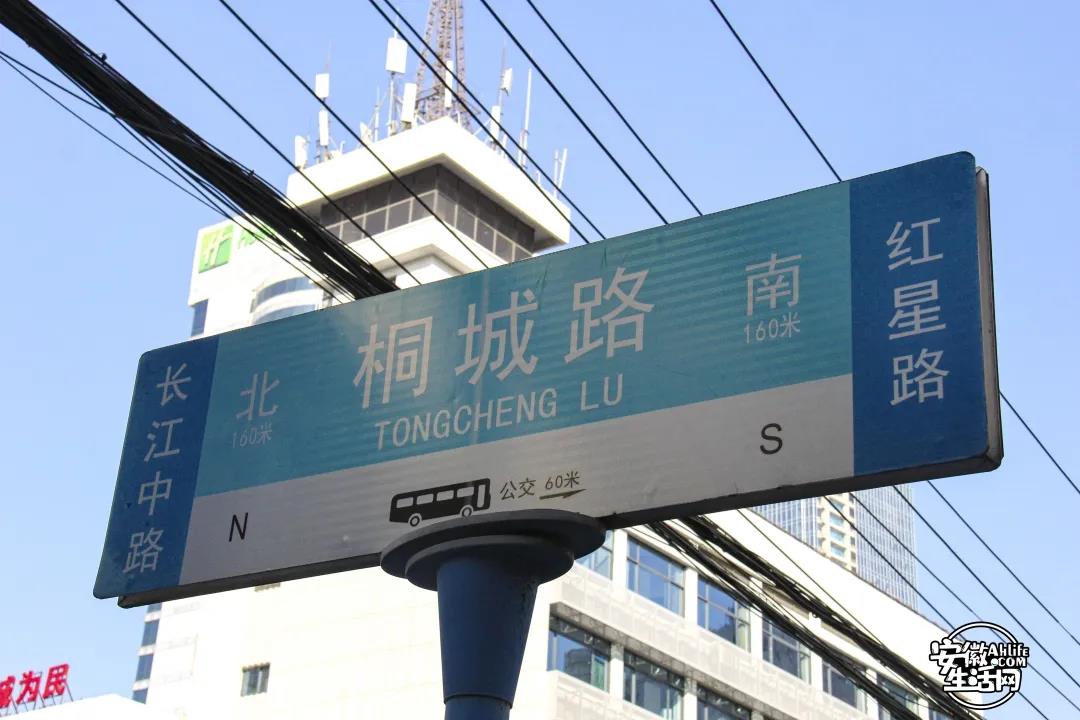 长江中路
北
160米
桐城路
TONGCHENG LU
南
160米
红星路
N
公交 60米
S
诚为民
安徽
生活网
Ahlife
.COM